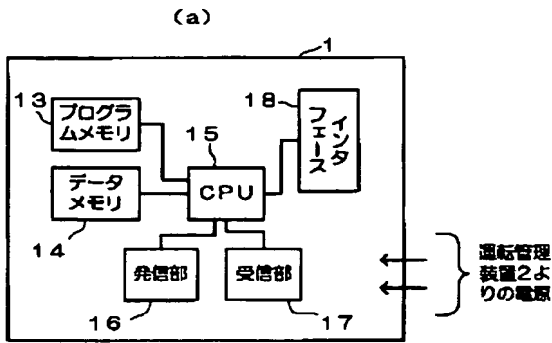 (a)
1
13
プログラ
ムメモリ
18
インタ
フェース
15
CPU
データ
メモリ
14
発信部
受信部
16
17
運転管理
装置2よ
りの電源